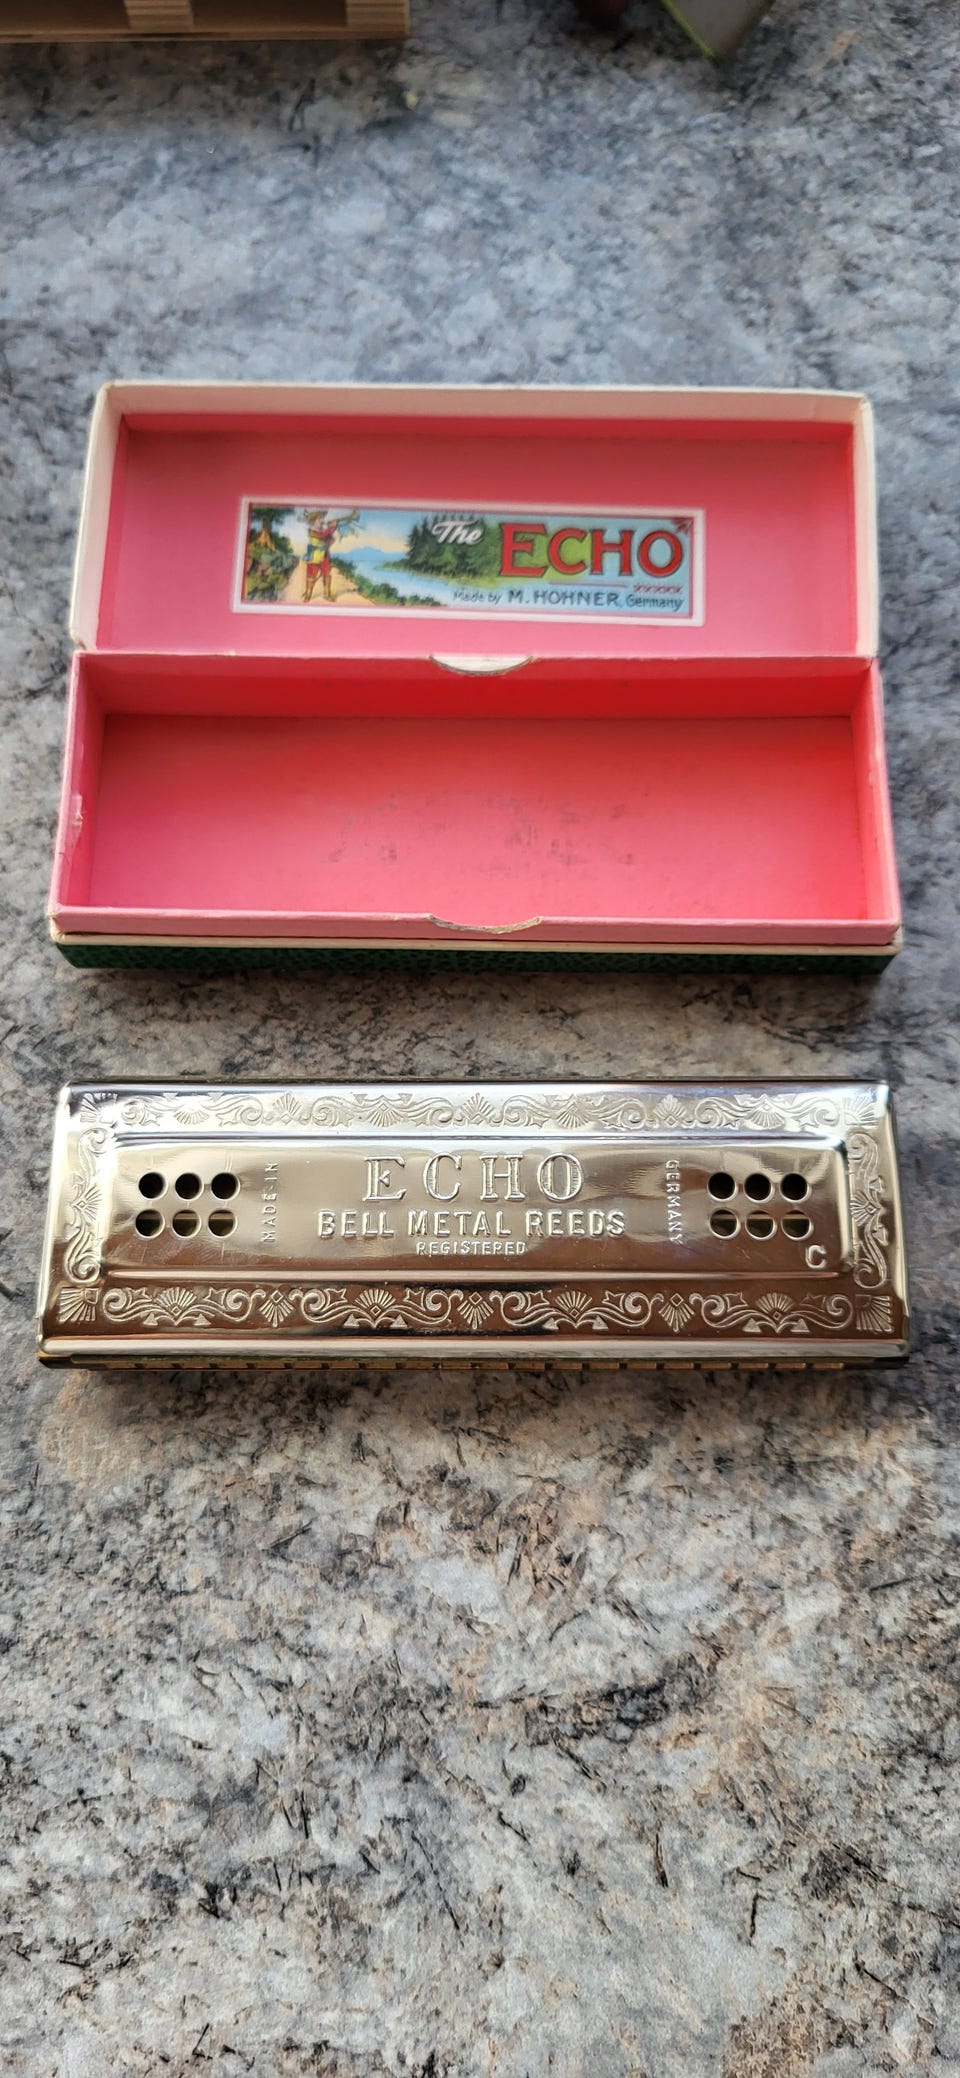 The ECHO
Made by M. HOHNER, Germany
MADE-IN
ECHO
BELL METAL REEDS
REGISTERED
GERMANY
C